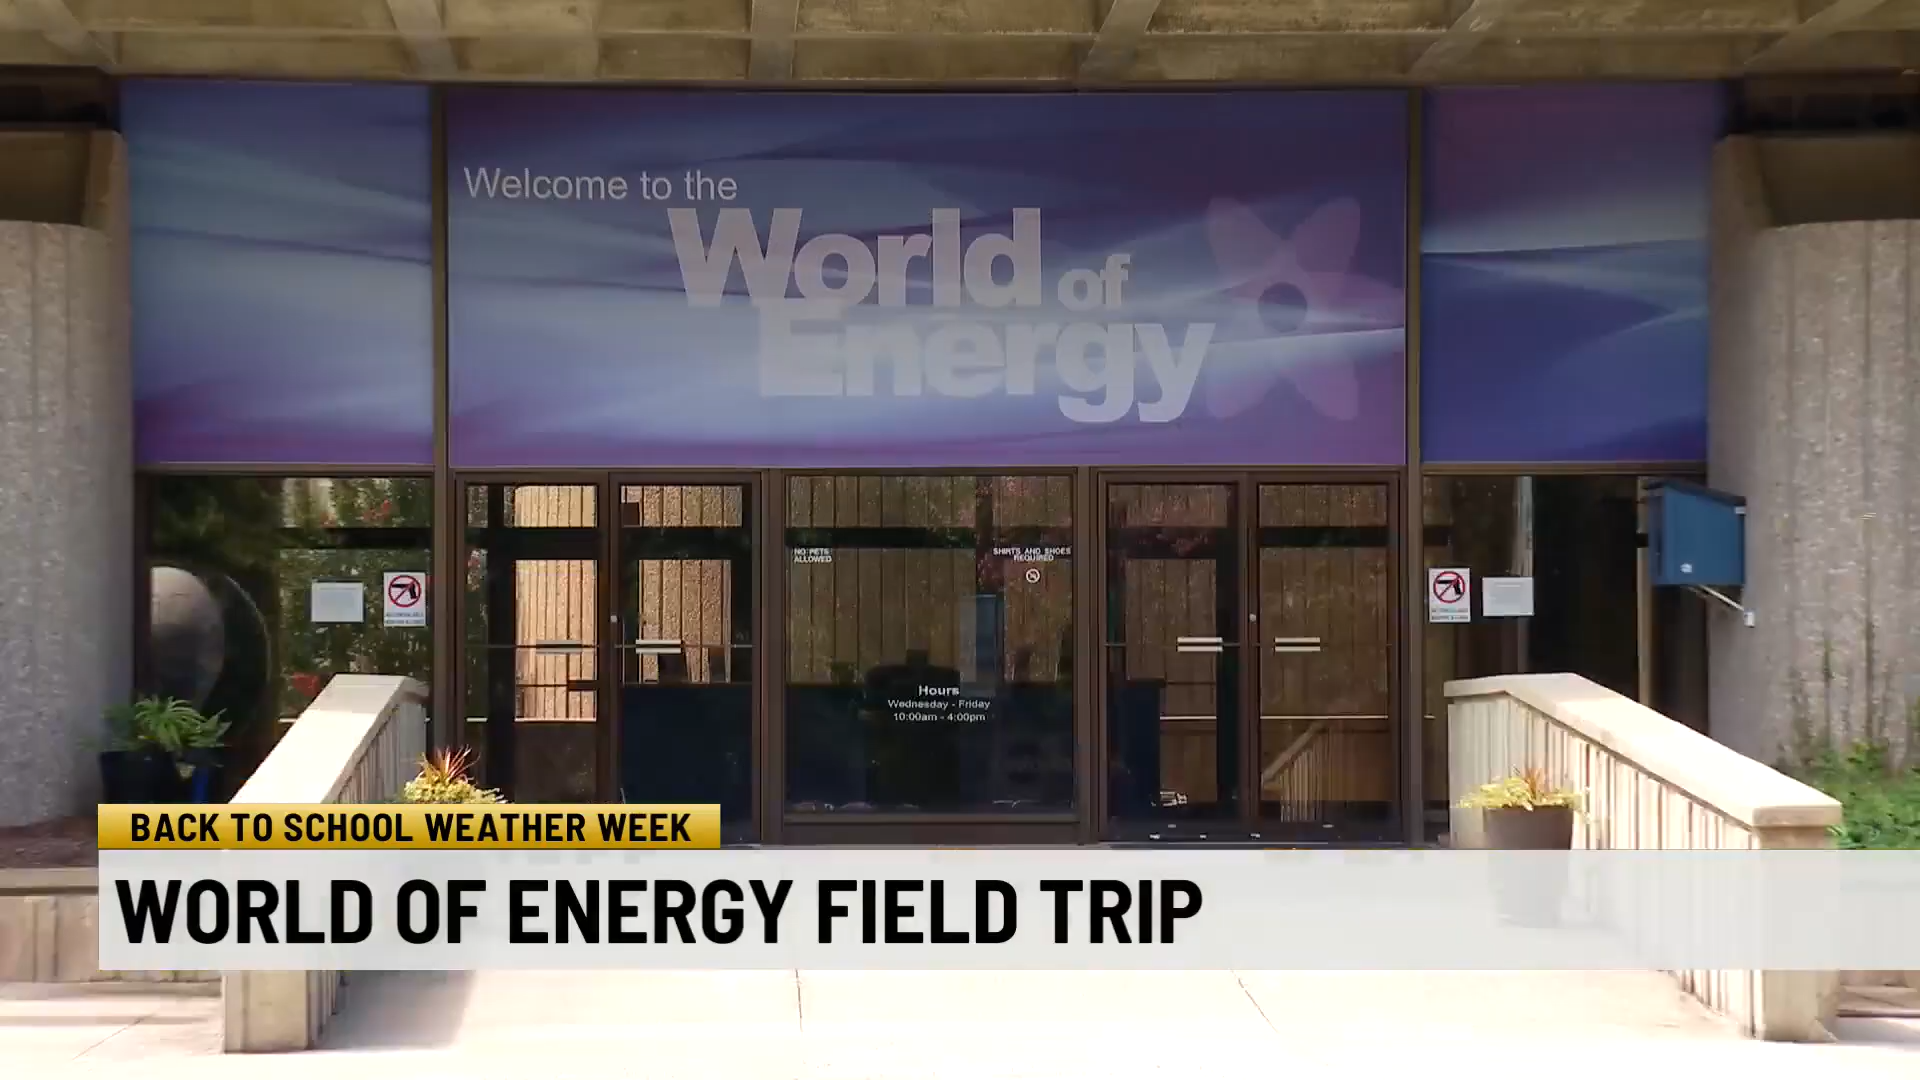 Welcome to the
World of
Energy
NO PETS
ALLOWED
SHIRTS AND SHOES
REQUIRED
Hours
Wednesday - Friday
10:00am - 4:00pm
BACK TO SCHOOL WEATHER WEEK
WORLD OF ENERGY FIELD TRIP